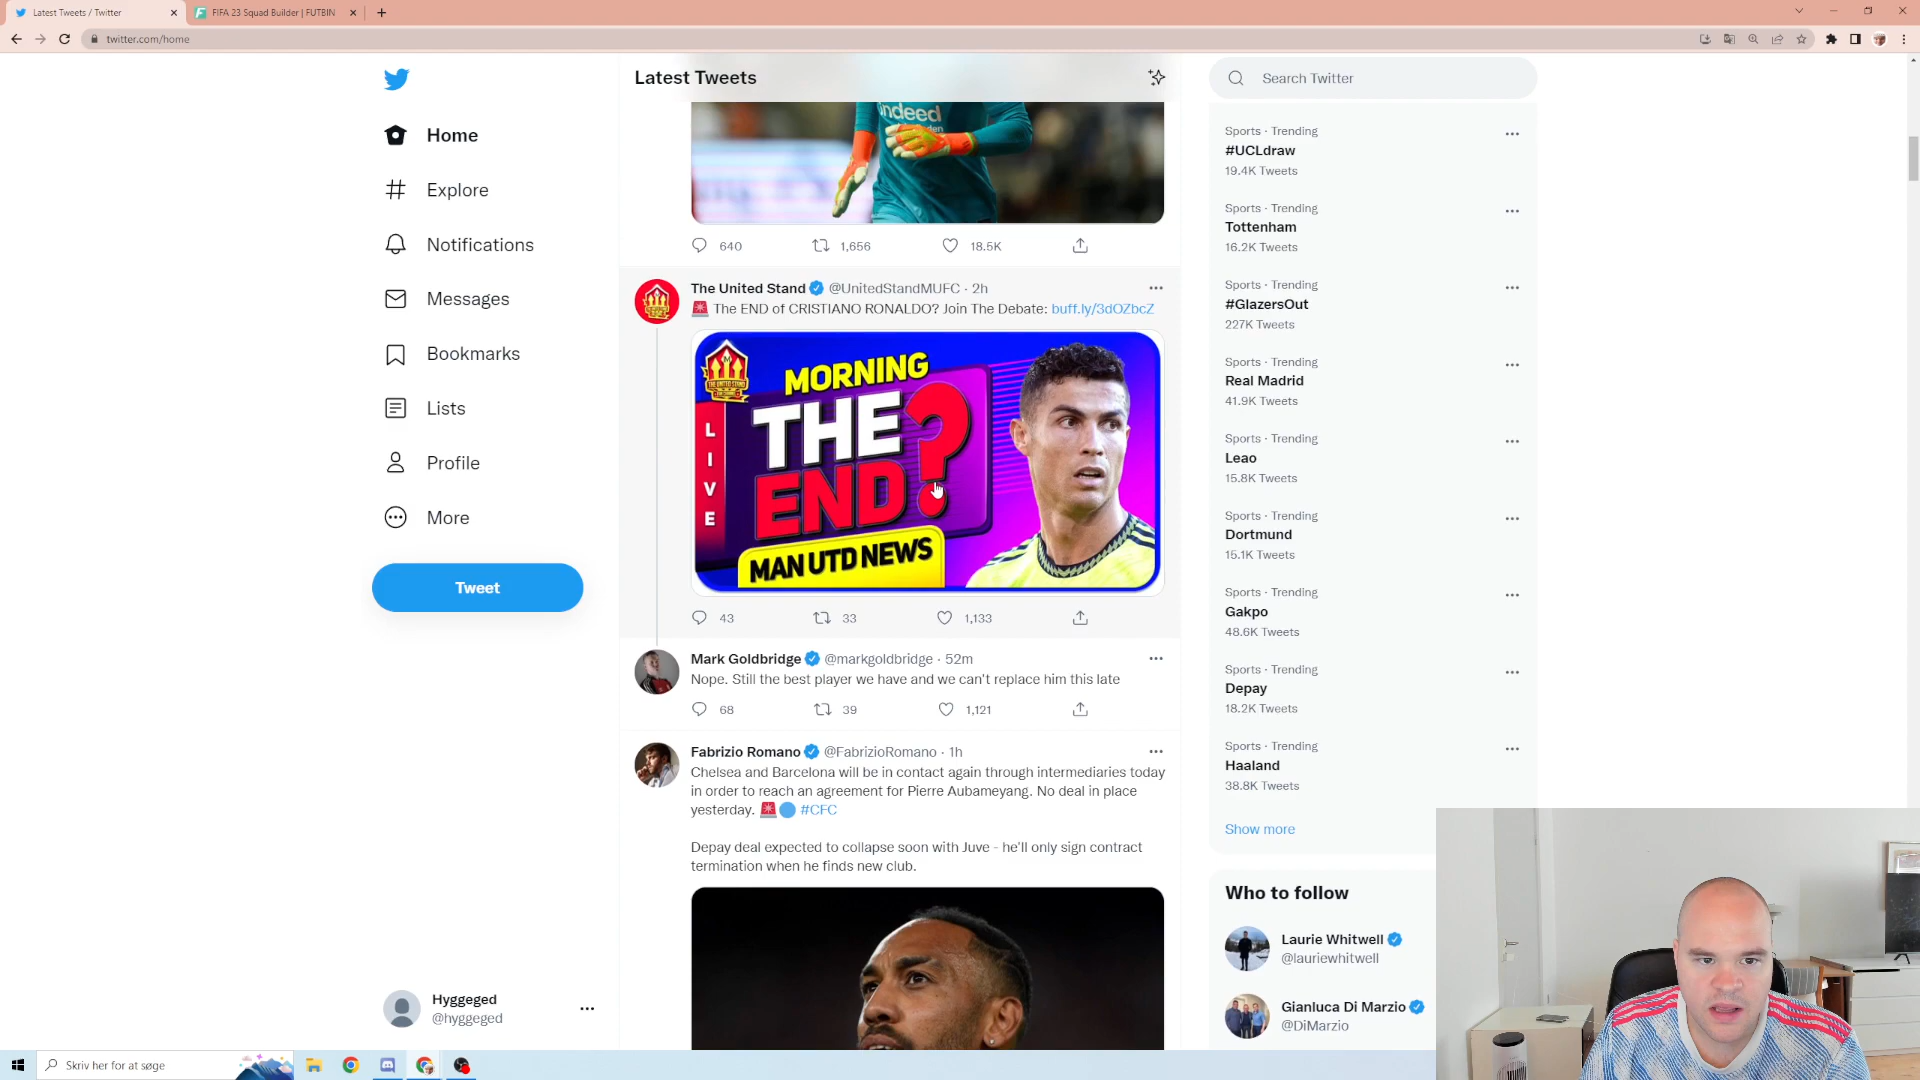 Latest Tweets / Twitter
FIFA 23 Squad Builder | FUTBIN
twitter.com/home
Home
Explore
Notifications
Messages
Bookmarks
Lists
Profile
More
Tweet
Hyggeged
@hyggeged
Latest Tweets
indeed
640
1,656
18.5K
The United Stand @UnitedStandMUFC · 2h
The END of CRISTIANO RONALDO? Join The Debate: buff.ly/3dOZbcZ
THE UNITED STAND
LIVE
MORNING
THE
END?
MAN UTD NEWS
43
33
1,133
Mark Goldbridge @markgoldbridge · 52m
Nope. Still the best player we have and we can't replace him this late
68
39
1,121
Fabrizio Romano @FabrizioRomano · 1h
Chelsea and Barcelona will be in contact again through intermediaries today
in order to reach an agreement for Pierre Aubameyang. No deal in place
yesterday. #CFC
Depay deal expected to collapse soon with Juve - he'll only sign contract
termination when he finds new club.
Search Twitter
Sports · Trending
#UCLdraw
19.4K Tweets
Sports · Trending
Tottenham
16.2K Tweets
Sports · Trending
#GlazersOut
227K Tweets
Sports · Trending
Real Madrid
41.9K Tweets
Sports · Trending
Leao
15.8K Tweets
Sports · Trending
Dortmund
15.1K Tweets
Sports · Trending
Gakpo
48.6K Tweets
Sports · Trending
Depay
18.2K Tweets
Sports · Trending
Haaland
38.8K Tweets
Show more
Who to follow
Laurie Whitwell
@lauriewhitwell
Gianluca Di Marzio
@DiMarzio
Skriv her for at søge